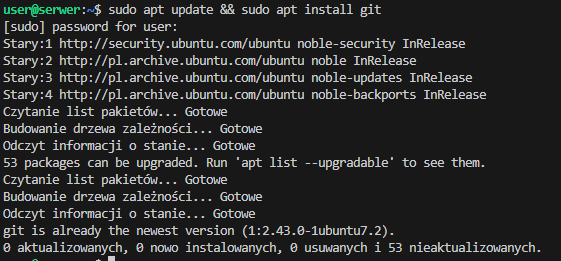 user@serwer:~$ sudo apt update && sudo apt install git
[sudo] password for user:
Stary:1 http://security.ubuntu.com/ubuntu noble-security InRelease
Stary:2 http://pl.archive.ubuntu.com/ubuntu noble InRelease
Stary:3 http://pl.archive.ubuntu.com/ubuntu noble-updates InRelease
Stary:4 http://pl.archive.ubuntu.com/ubuntu noble-backports InRelease
Czytanie list pakietów... Gotowe
Budowanie drzewa zależności... Gotowe
Odczyt informacji o stanie... Gotowe
53 packages can be upgraded. Run 'apt list --upgradable' to see them.
Czytanie list pakietów... Gotowe
Budowanie drzewa zależności... Gotowe
Odczyt informacji o stanie... Gotowe
git is already the newest version (1:2.43.0-1ubuntu7.2).
0 aktualizowanych, 0 nowo instalowanych, 0 usuwanych i 53 nieaktualizowanych.